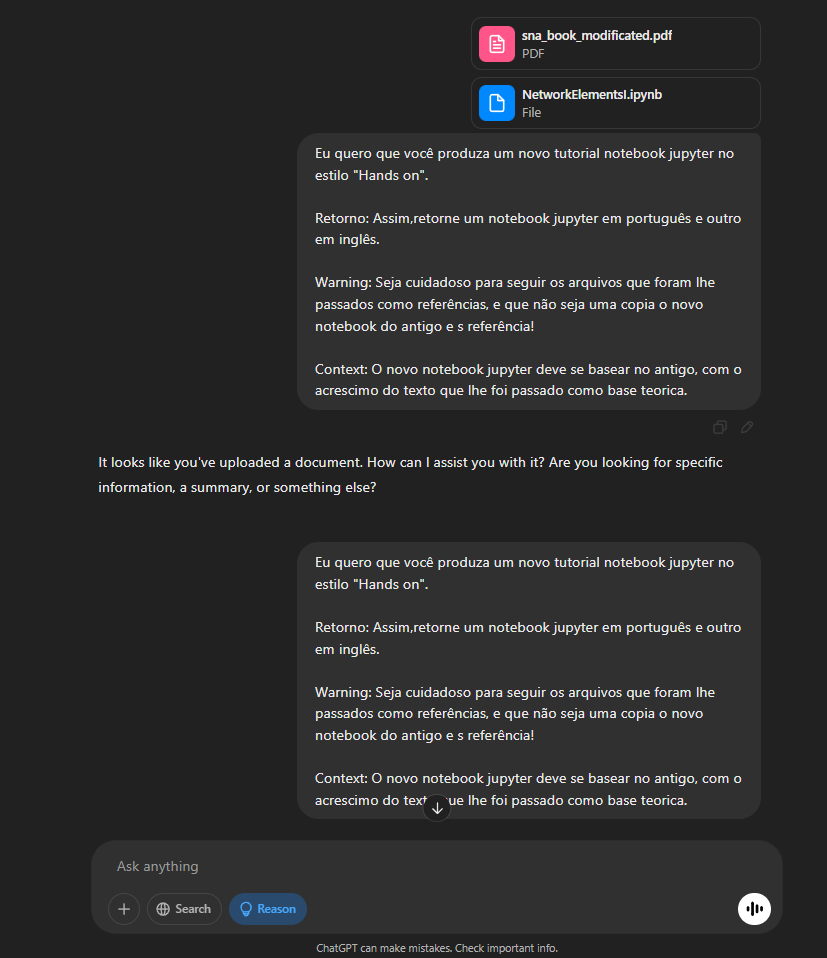 sna_book_modificated.pdf
PDF
NetworkElementsI.ipynb
File
Eu quero que você produza um novo tutorial notebook jupyter no
estilo "Hands on".
Retorno: Assim,retorne um notebook jupyter em português e outro
em inglês.
Warning: Seja cuidadoso para seguir os arquivos que foram lhe
passados como referências, e que não seja uma copia o novo
notebook do antigo e s referência!
Context: O novo notebook jupyter deve se basear no antigo, com o
acrescimo do texto que lhe foi passado como base teorica.
It looks like you've uploaded a document. How can I assist you with it? Are you looking for specific
information, a summary, or something else?
Eu quero que você produza um novo tutorial notebook jupyter no
estilo "Hands on".
Retorno: Assim,retorne um notebook jupyter em português e outro
em inglês.
Warning: Seja cuidadoso para seguir os arquivos que foram lhe
passados como referências, e que não seja uma copia o novo
notebook do antigo e s referência!
Context: O novo notebook jupyter deve se basear no antigo, com o
acrescimo do lhe foi passado como base teorica.
Ask anything
Search
Reason
ChatGPT can make mistakes. Check important info.